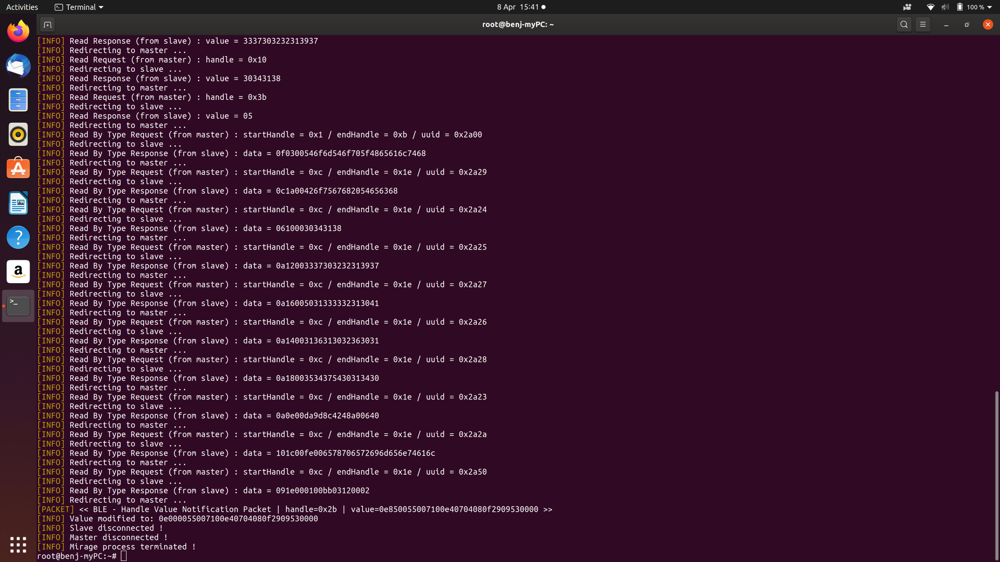 Activities
Terminal
8 Apr 15:41
100 %
root@benj-myPC: ~
[INFO] Read Response (from slave) : value = 3337303232313937
[INFO] Redirecting to master ...
[INFO] Read Request (from master) : handle = 0x10
[INFO] Redirecting to slave ...
[INFO] Read Response (from slave) : value = 30343138
[INFO] Redirecting to master ...
[INFO] Read Request (from master) : handle = 0x3b
[INFO] Redirecting to slave ...
[INFO] Read Response (from slave) : value = 05
[INFO] Redirecting to master ...
[INFO] Read By Type Request (from master) : startHandle = 0x1 / endHandle = 0xb / uuid = 0x2a00
[INFO] Redirecting to slave ...
[INFO] Read By Type Response (from slave) : data = 0f0300546f6d546f705f4865616c7468
[INFO] Redirecting to master ...
[INFO] Read By Type Request (from master) : startHandle = 0xc / endHandle = 0x1e / uuid = 0x2a29
[INFO] Redirecting to slave ...
[INFO] Read By Type Response (from slave) : data = 0c1a00426f7567682054656368
[INFO] Redirecting to master ...
[INFO] Read By Type Request (from master) : startHandle = 0xc / endHandle = 0x1e / uuid = 0x2a24
[INFO] Redirecting to slave ...
[INFO] Read By Type Response (from slave) : data = 06100030343138
[INFO] Redirecting to master ...
[INFO] Read By Type Request (from master) : startHandle = 0xc / endHandle = 0x1e / uuid = 0x2a25
[INFO] Redirecting to slave ...
[INFO] Read By Type Response (from slave) : data = 0a12003337303232313937
[INFO] Redirecting to master ...
[INFO] Read By Type Request (from master) : startHandle = 0xc / endHandle = 0x1e / uuid = 0x2a27
[INFO] Redirecting to slave ...
[INFO] Read By Type Response (from slave) : data = 0a16005031333332313041
[INFO] Redirecting to master ...
[INFO] Read By Type Request (from master) : startHandle = 0xc / endHandle = 0x1e / uuid = 0x2a26
[INFO] Redirecting to slave ...
[INFO] Read By Type Response (from slave) : data = 0a14003136313032363031
[INFO] Redirecting to master ...
[INFO] Read By Type Request (from master) : startHandle = 0xc / endHandle = 0x1e / uuid = 0x2a28
[INFO] Redirecting to slave ...
[INFO] Read By Type Response (from slave) : data = 0a18003534375430313430
[INFO] Redirecting to master ...
[INFO] Read By Type Request (from master) : startHandle = 0xc / endHandle = 0x1e / uuid = 0x2a23
[INFO] Redirecting to slave ...
[INFO] Read By Type Response (from slave) : data = 0a0e00da9d8c4248a00640
[INFO] Redirecting to master ...
[INFO] Read By Type Request (from master) : startHandle = 0xc / endHandle = 0x1e / uuid = 0x2a2a
[INFO] Redirecting to slave ...
[INFO] Read By Type Response (from slave) : data = 101c00fe006578706572696d656e74616c
[INFO] Redirecting to master ...
[INFO] Read By Type Request (from master) : startHandle = 0xc / endHandle = 0x1e / uuid = 0x2a50
[INFO] Redirecting to slave ...
[INFO] Read By Type Response (from slave) : data = 091e000100bb03120002
[INFO] Redirecting to master ...
[PACKET] << BLE - Handle Value Notification Packet | handle=0x2b | value=0e850055007100e40704080f2909530000 >>
[INFO] Value modified to: 0e000055007100e40704080f2909530000
[INFO] Slave disconnected !
[INFO] Master disconnected !
[INFO] Mirage process terminated !
root@benj-myPC:~#